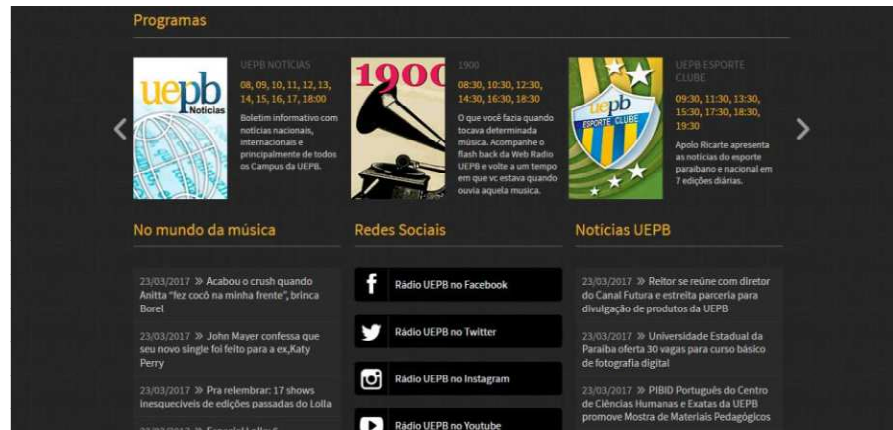 Programas
uepb
Notícias
UEPB NOTÍCIAS
08, 09, 10, 11, 12, 13,
14, 15, 16, 17, 18:00
Boletim informativo com
notícias nacionais,
internacionais e
principalmente de todos
os Campus da UEPB.
1900
1900
08:30, 10:30, 12:30,
14:30, 16:30, 18:30
O que você fazia quando
tocava determinada
música. Acompanhe o
flash back da Web Radio
UEPB e volte a um tempo
em que vc estava quando
ouvia aquela musica.
uepb
ESPORTE CLUBE
UEPB ESPORTE
CLUBE
09:30, 11:30, 13:30,
15:30, 17:30, 18:30,
19:30
Apolo Ricarte apresenta
as notícias do esporte
paraibano e nacional em
7 edições diárias.
No mundo da música
23/03/2017 » Acabou o crush quando
Anitta "fez cocô na minha frente", brinca
Borel
23/03/2017 » John Mayer confessa que
seu novo single foi feito para a ex,Katy
Perry
23/03/2017 » Pra relembrar: 17 shows
inesquecíveis de edições passadas do Lolla
Redes Sociais
Rádio UEPB no Facebook
Rádio UEPB no Twitter
Rádio UEPB no Instagram
Rádio UEPB no Youtube
Notícias UEPB
23/03/2017 » Reitor se reúne com diretor
do Canal Futura e estreita parceria para
divulgação de produtos da UEPB
23/03/2017 » Universidade Estadual da
Paraíba oferta 30 vagas para curso básico
de fotografia digital
23/03/2017 » PIBID Português do Centro
de Ciências Humanas e Exatas da UEPB
promove Mostra de Materiais Pedagógicos